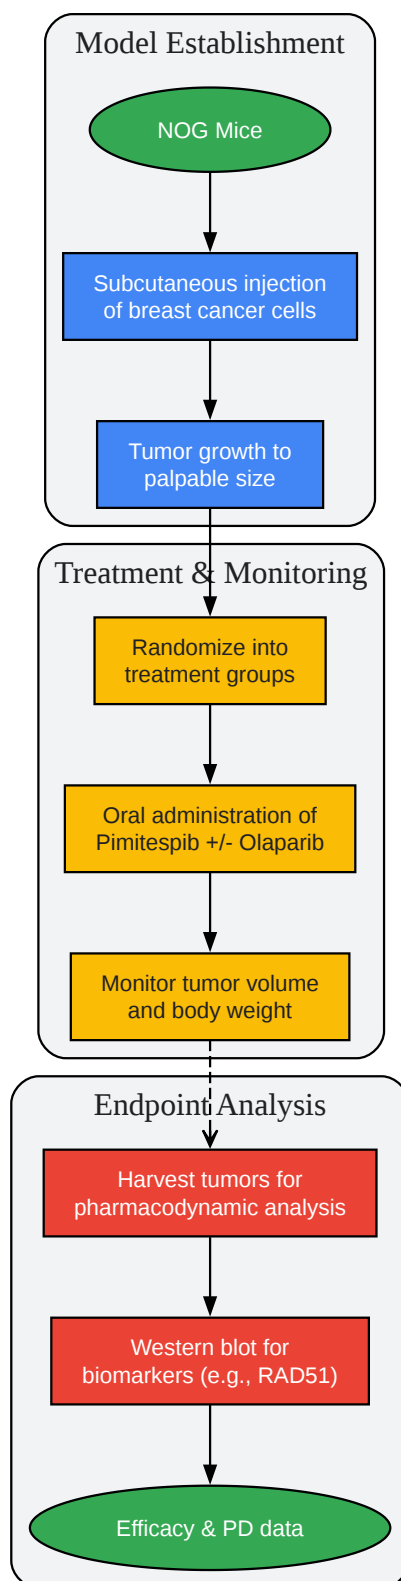 Model Establishment
NOG Mice
Subcutaneous injection
of breast cancer cells
Tumor growth to
palpable size
Treatment & Monitoring
Randomize into
treatment groups
Oral administration of
Pimitespib +/- Olaparib
Monitor tumor volume
and body weight
Endpoint Analysis
Harvest tumors for
pharmacodynamic analysis
Western blot for
biomarkers (e.g., RAD51)
Efficacy & PD data